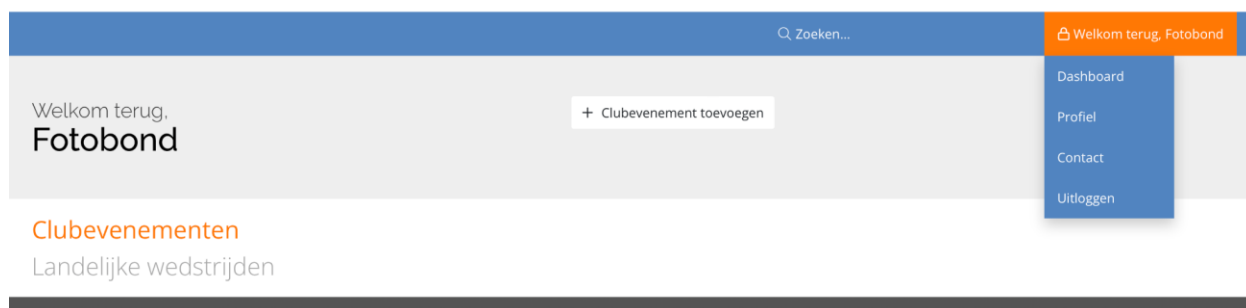 Zoeken...
Welkom terug, Fotobond
Dashboard
Profiel
Contact
Uitloggen
Welkom terug,
Fotobond
+ Clubevenement toevoegen
Clubevenementen
Landelijke wedstrijden